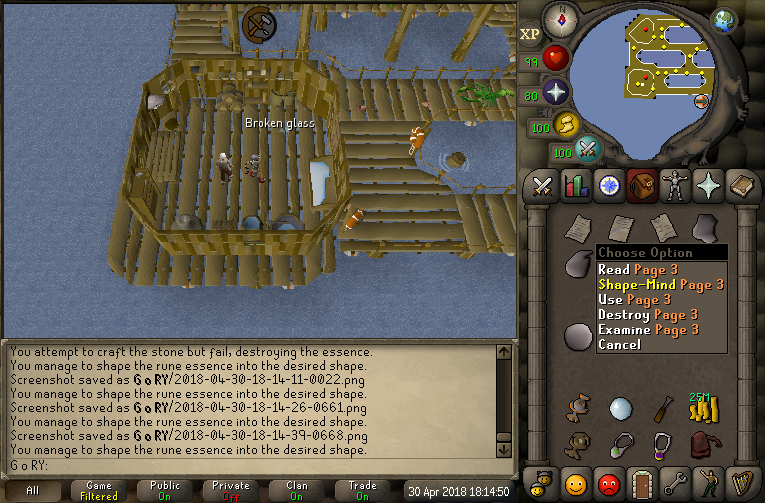 N
XP
99
80
100
100
Broken glass
Choose Option
Read Page 3
Shape-Mind Page 3
Use Page 3
Destroy Page 3
Examine Page 3
Cancel
25M
You attempt to craft the stone but fail, destroying the essence.
You manage to shape the rune essence into the desired shape.
Screenshot saved as G o RY/2018-04-30-18-14-11-0022.png
You manage to shape the rune essence into the desired shape.
Screenshot saved as G o RY/2018-04-30-18-14-26-0661.png
You manage to shape the rune essence into the desired shape.
Screenshot saved as G o RY/2018-04-30-18-14-39-0668.png
You manage to shape the rune essence into the desired shape.
G o RY:
All
Game
Filtered
Public
On
Private
Off
Clan
On
Trade
On
30 Apr 2018 18:14:50